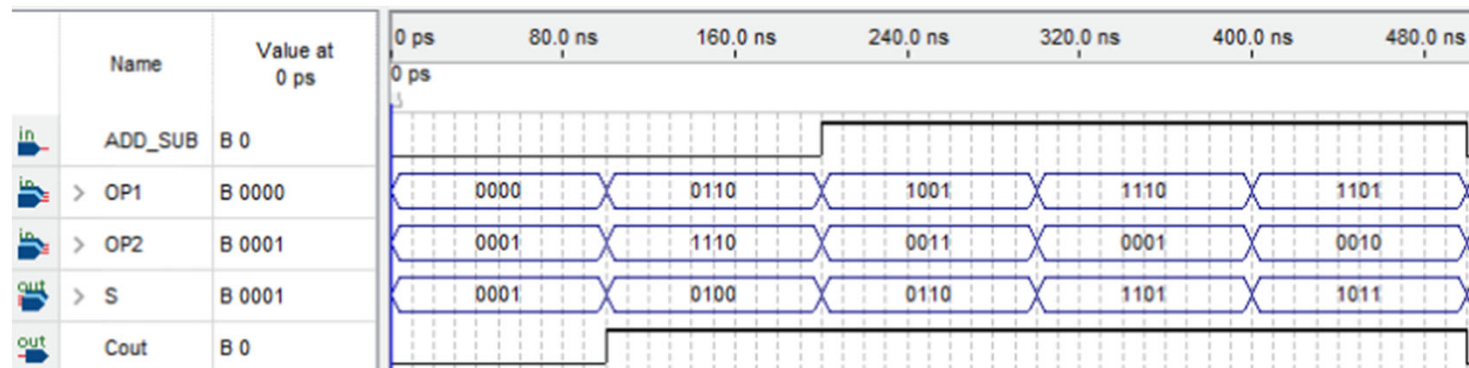 Name Value at 0 ps
0 ps 80.0 ns 160.0 ns 240.0 ns 320.0 ns 400.0 ns 480.0 ns
0 ps
in ADD_SUB B 0
in > OP1 B 0000 0000 0110 1001 1110 1101
in > OP2 B 0001 0001 1110 0011 0001 0010
out > S B 0001 0001 0100 0110 1101 1011
out Cout B 0